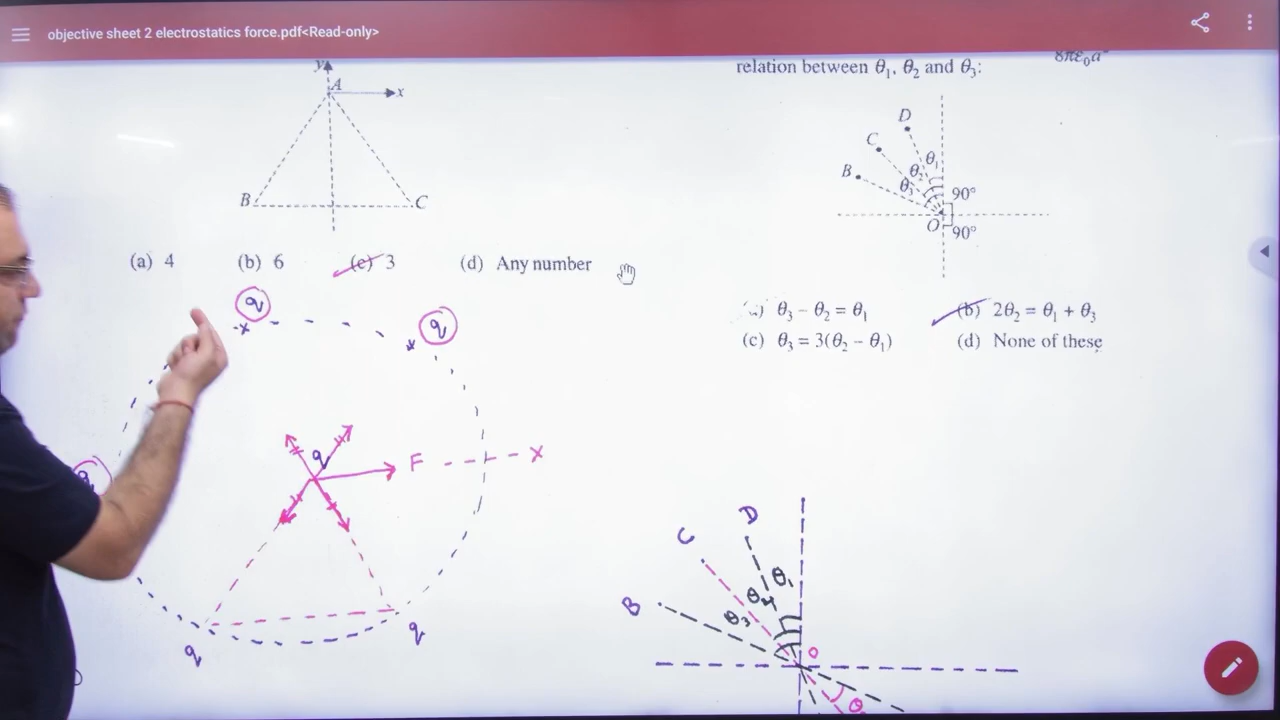 objective sheet 2 electrostatics force.pdf<Read-only>
y
A
x
B
C
(a) 4 (b) 6 (c) 3 (d) Any number
q
q
q
F
X
q
q
8πε₀a
relation between θ₁, θ₂ and θ₃:
D
C
B
θ₁
θ₂
θ₃
90°
O
90°
θ₃ − θ₂ = θ₁ (b) 2θ₂ = θ₁ + θ₃
(c) θ₃ = 3(θ₂ − θ₁) (d) None of these
D
C
B
θ₁
θ₂
θ₃
O
θ